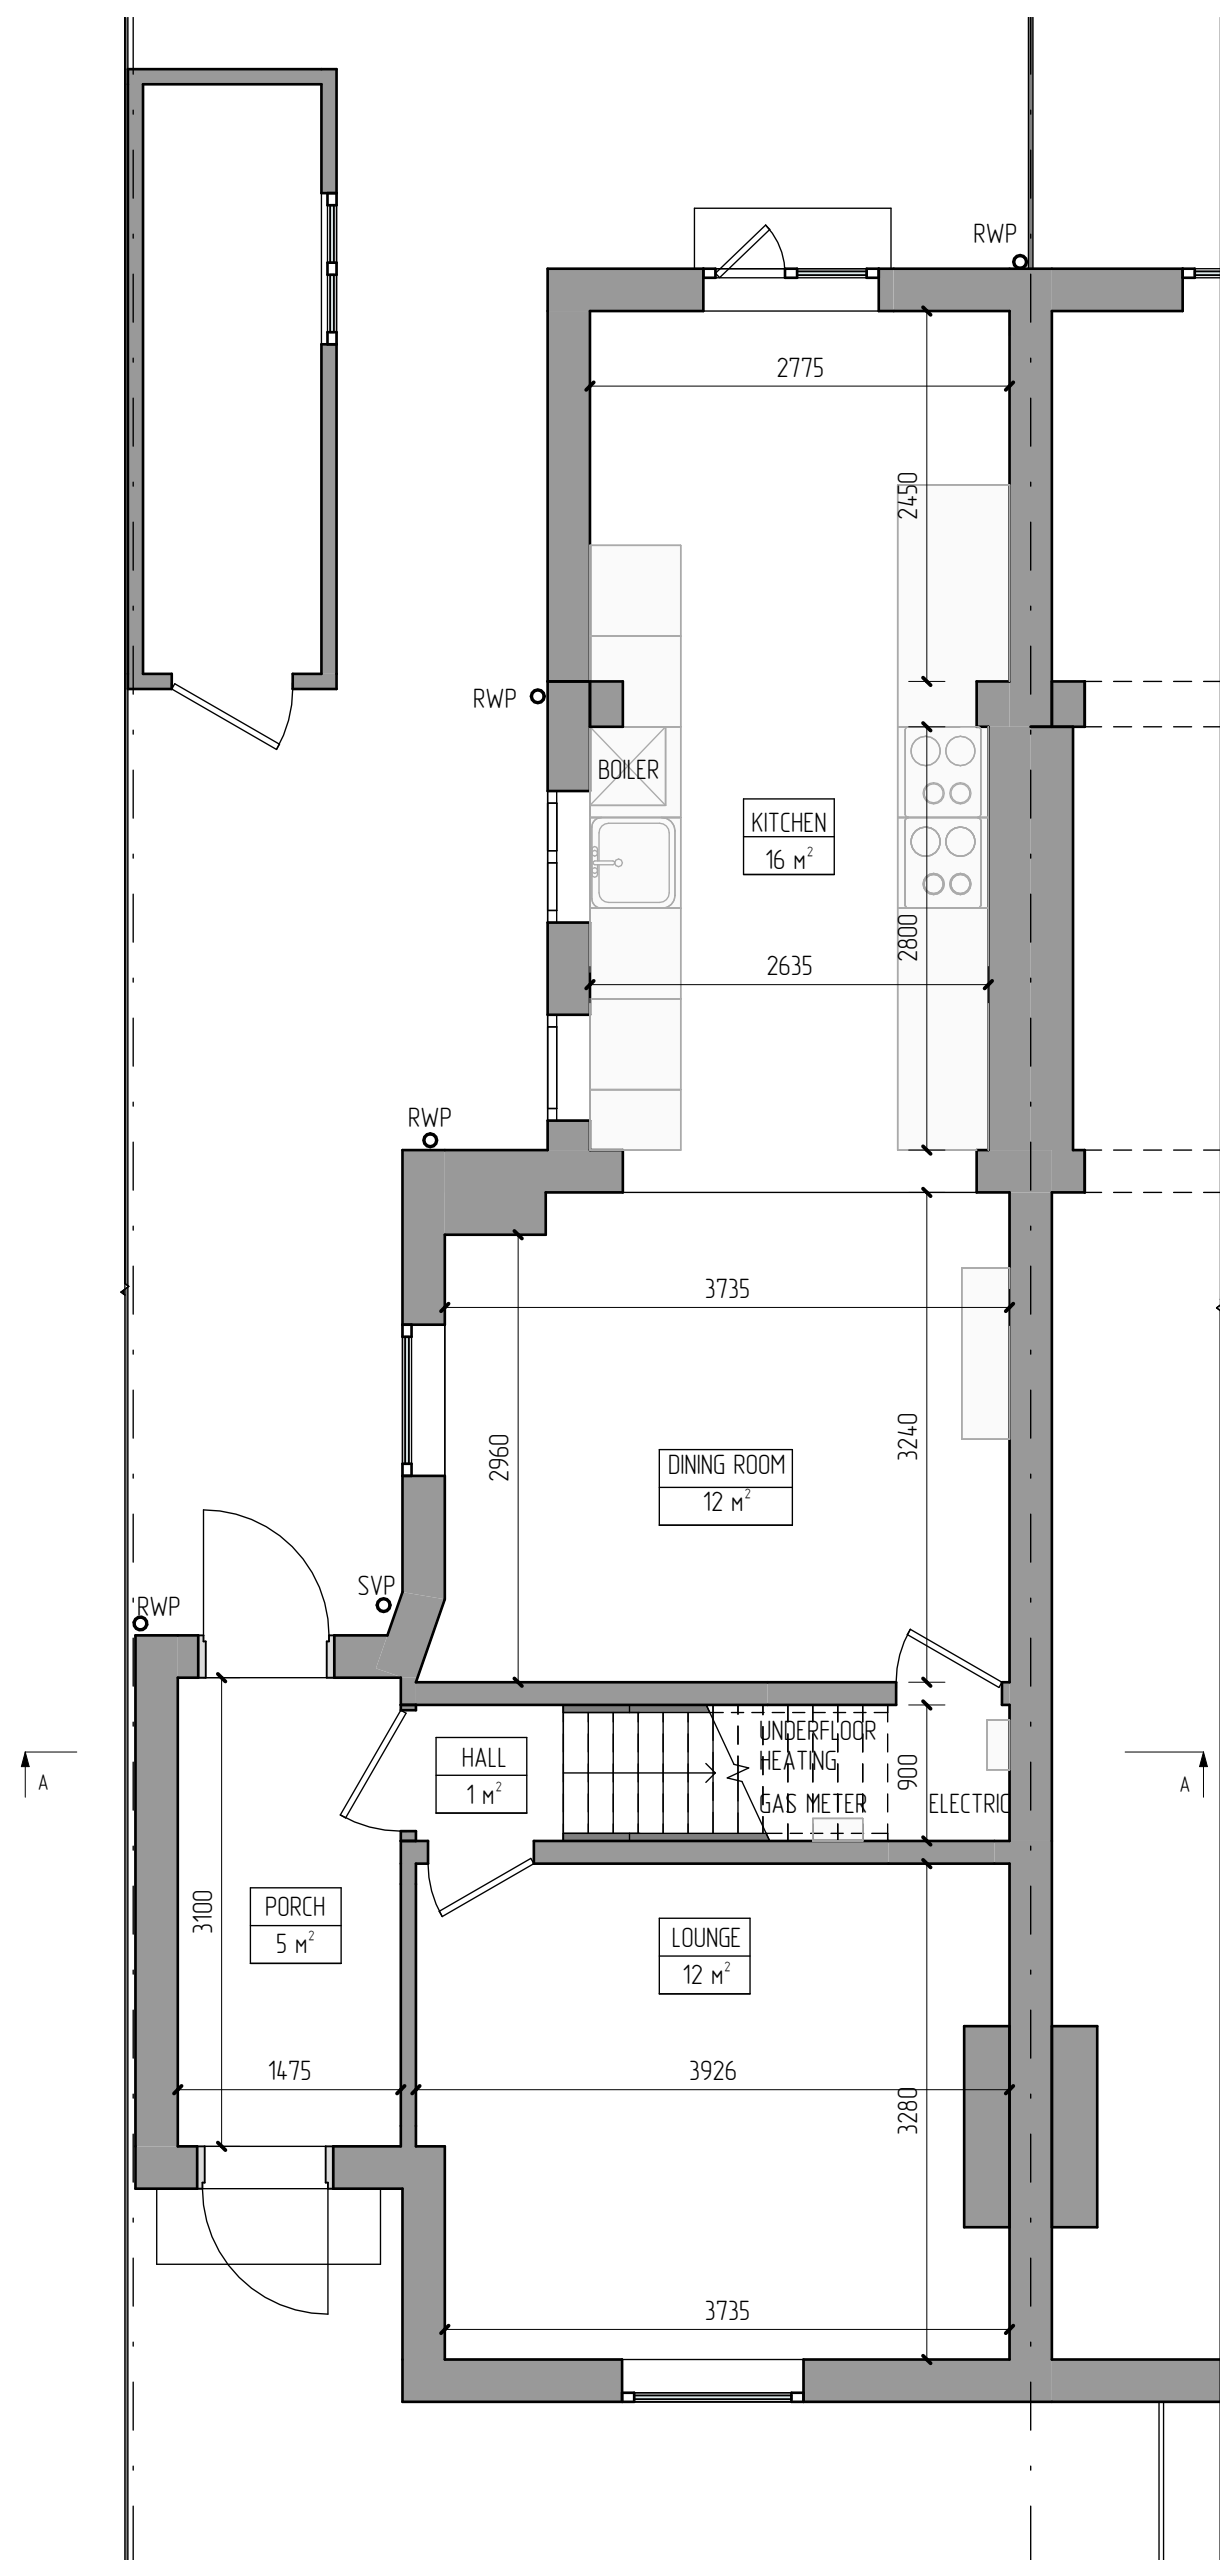 RWP
2775
2450
RWP
BOILER
KITCHEN
16 м²
2800
2635
RWP
3735
2960
3240
DINING ROOM
12 м²
SVP
RWP
UNDERFLOOR
HEATING
HALL
1 м²
900
A
A
GAS METER
ELECTRIC
3100
PORCH
5 м²
LOUNGE
12 м²
1475
3926
3280
3735